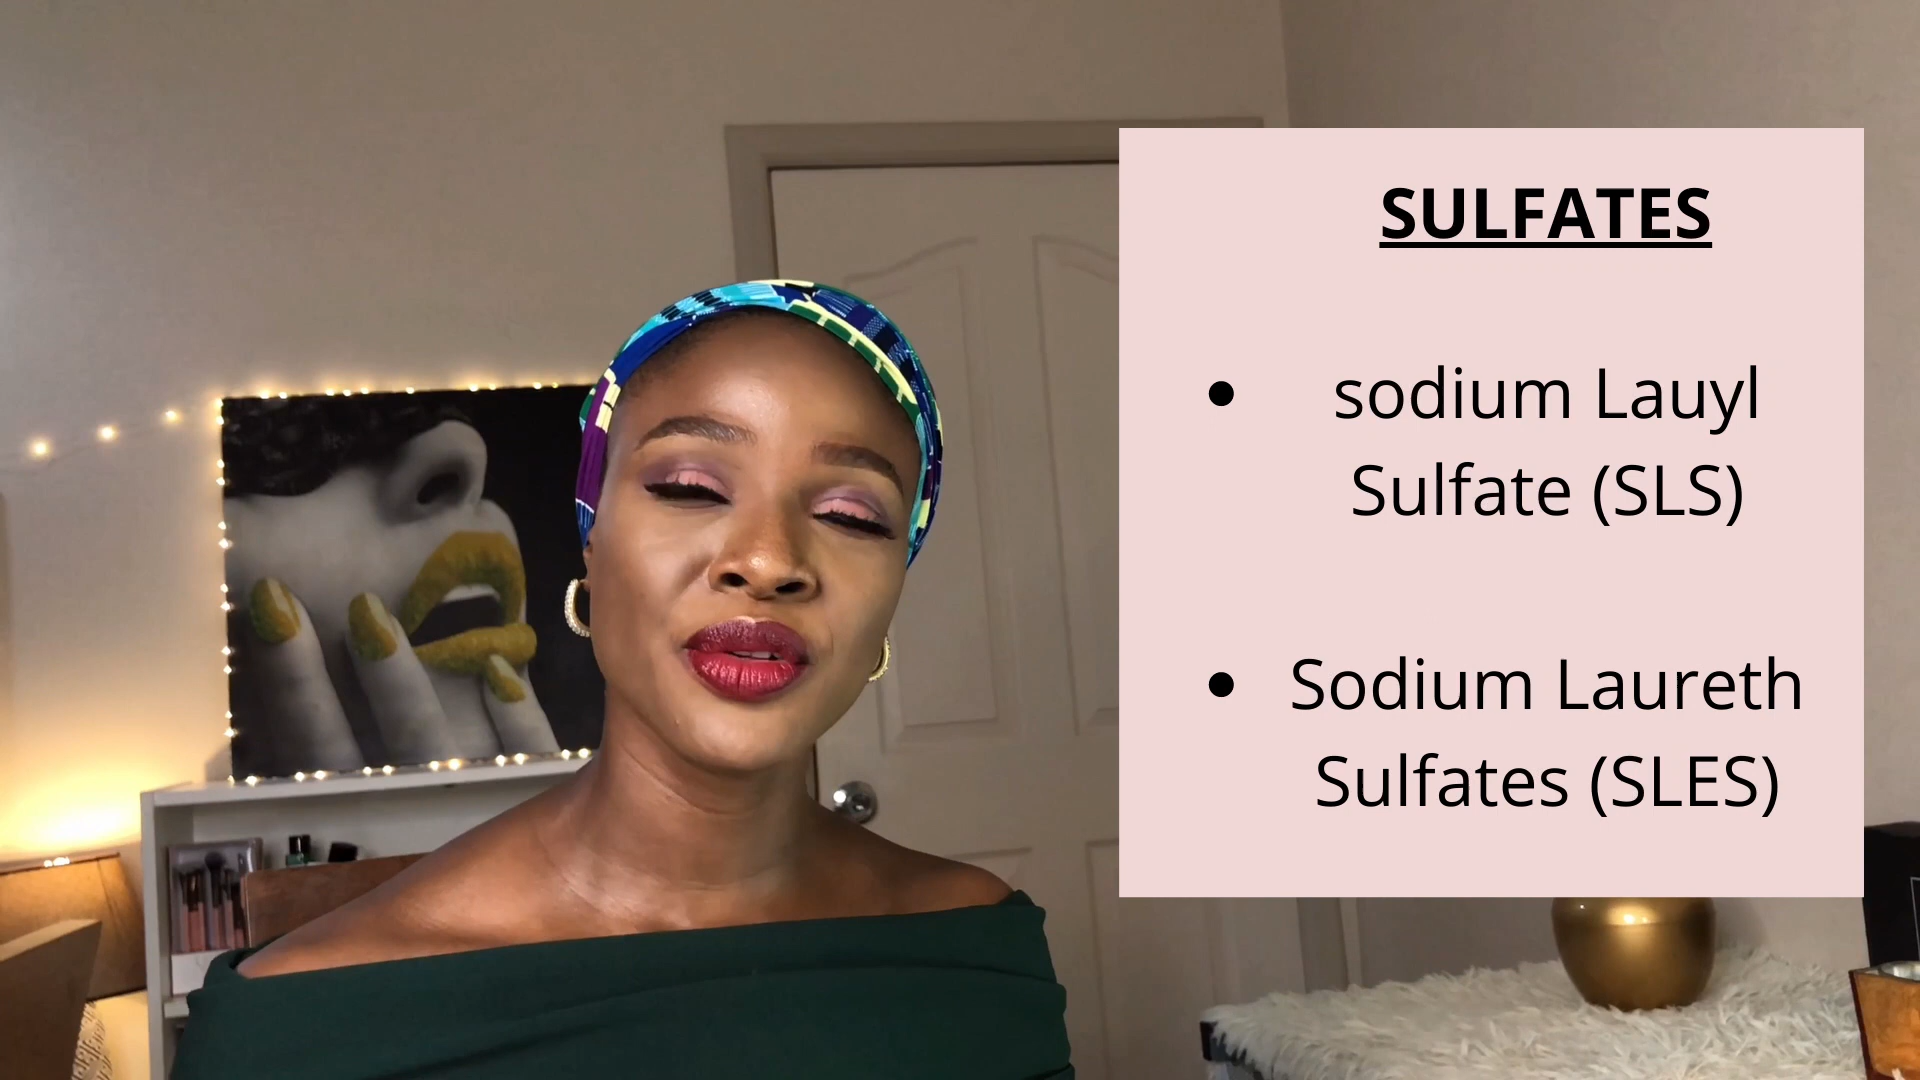 SULFATES
• sodium Lauyl
Sulfate (SLS)
• Sodium Laureth
Sulfates (SLES)